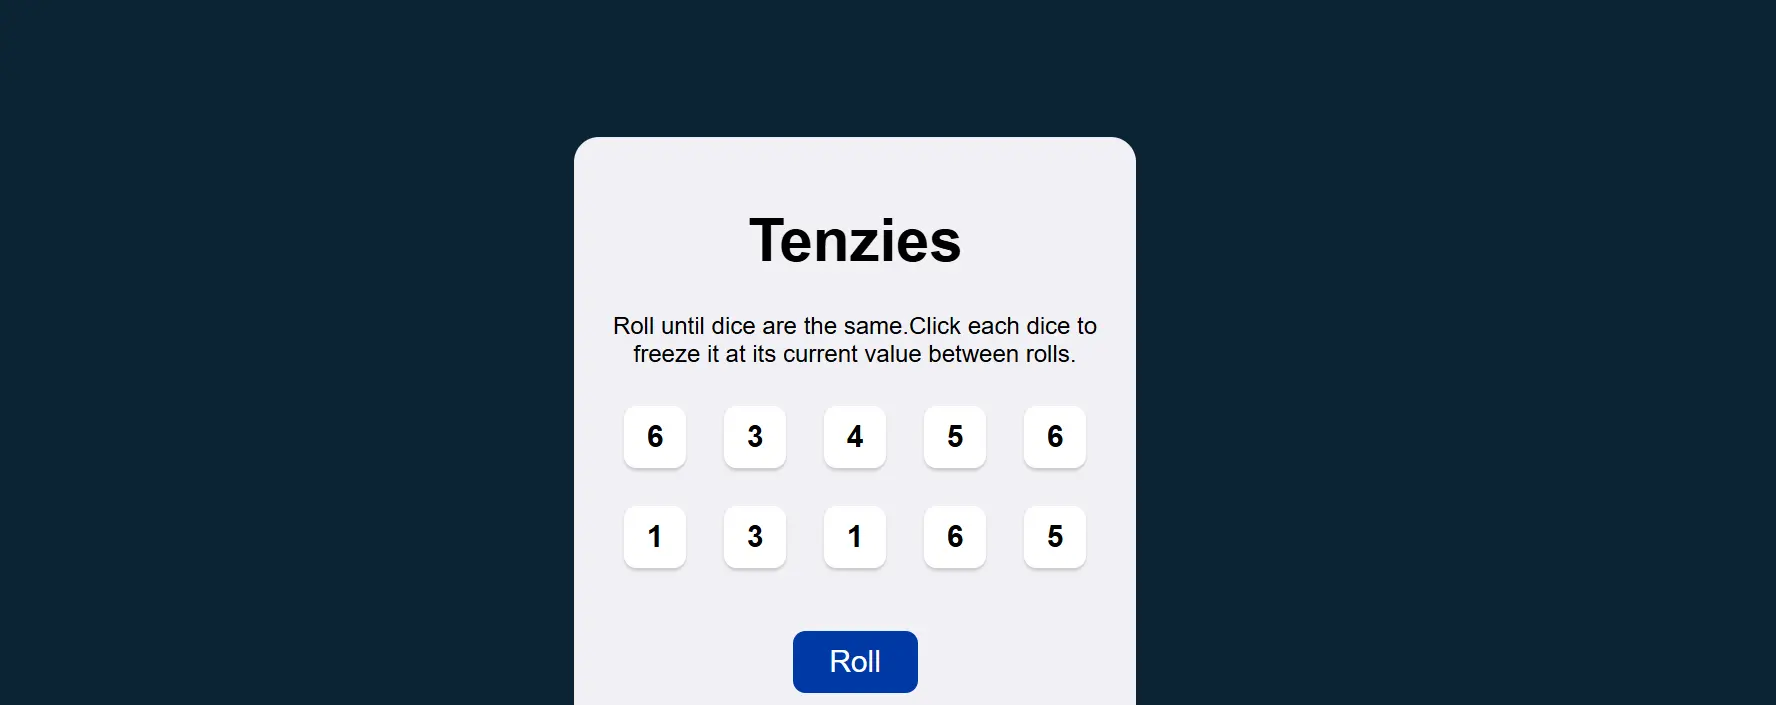 Tenzies
Roll until dice are the same.Click each dice to
freeze it at its current value between rolls.
6 3 4 5 6
1 3 1 6 5
Roll